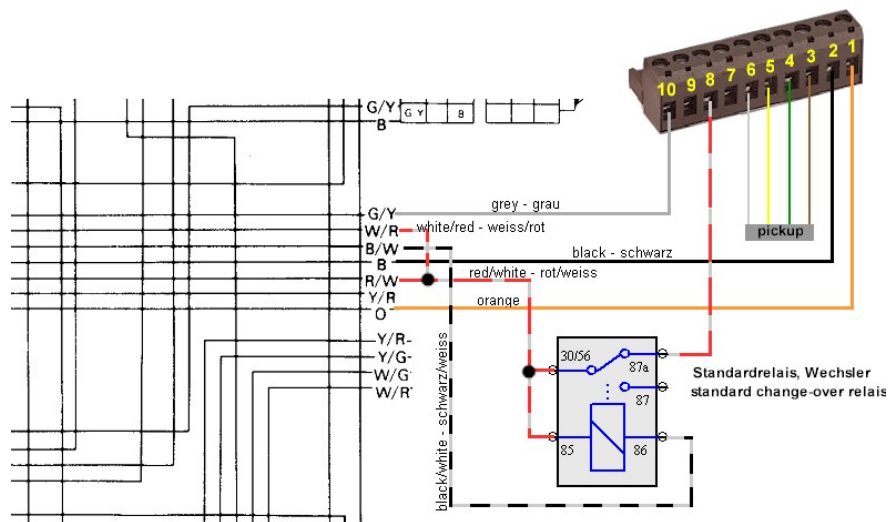 10 9 8 7 6 5 4 3 2 1
G/Y
B
G Y
B
pickup
grey - grau
G/Y
white/red - weiss/rot
W/R
B/W
black - schwarz
B
red/white - rot/weiss
R/W
Y/R
orange
O
Y/R
Y/G
W/G
W/R
black/white - schwarz/weiss
30/56
87a
87
85
86
Standardrelais, Wechsler
standard change-over relais